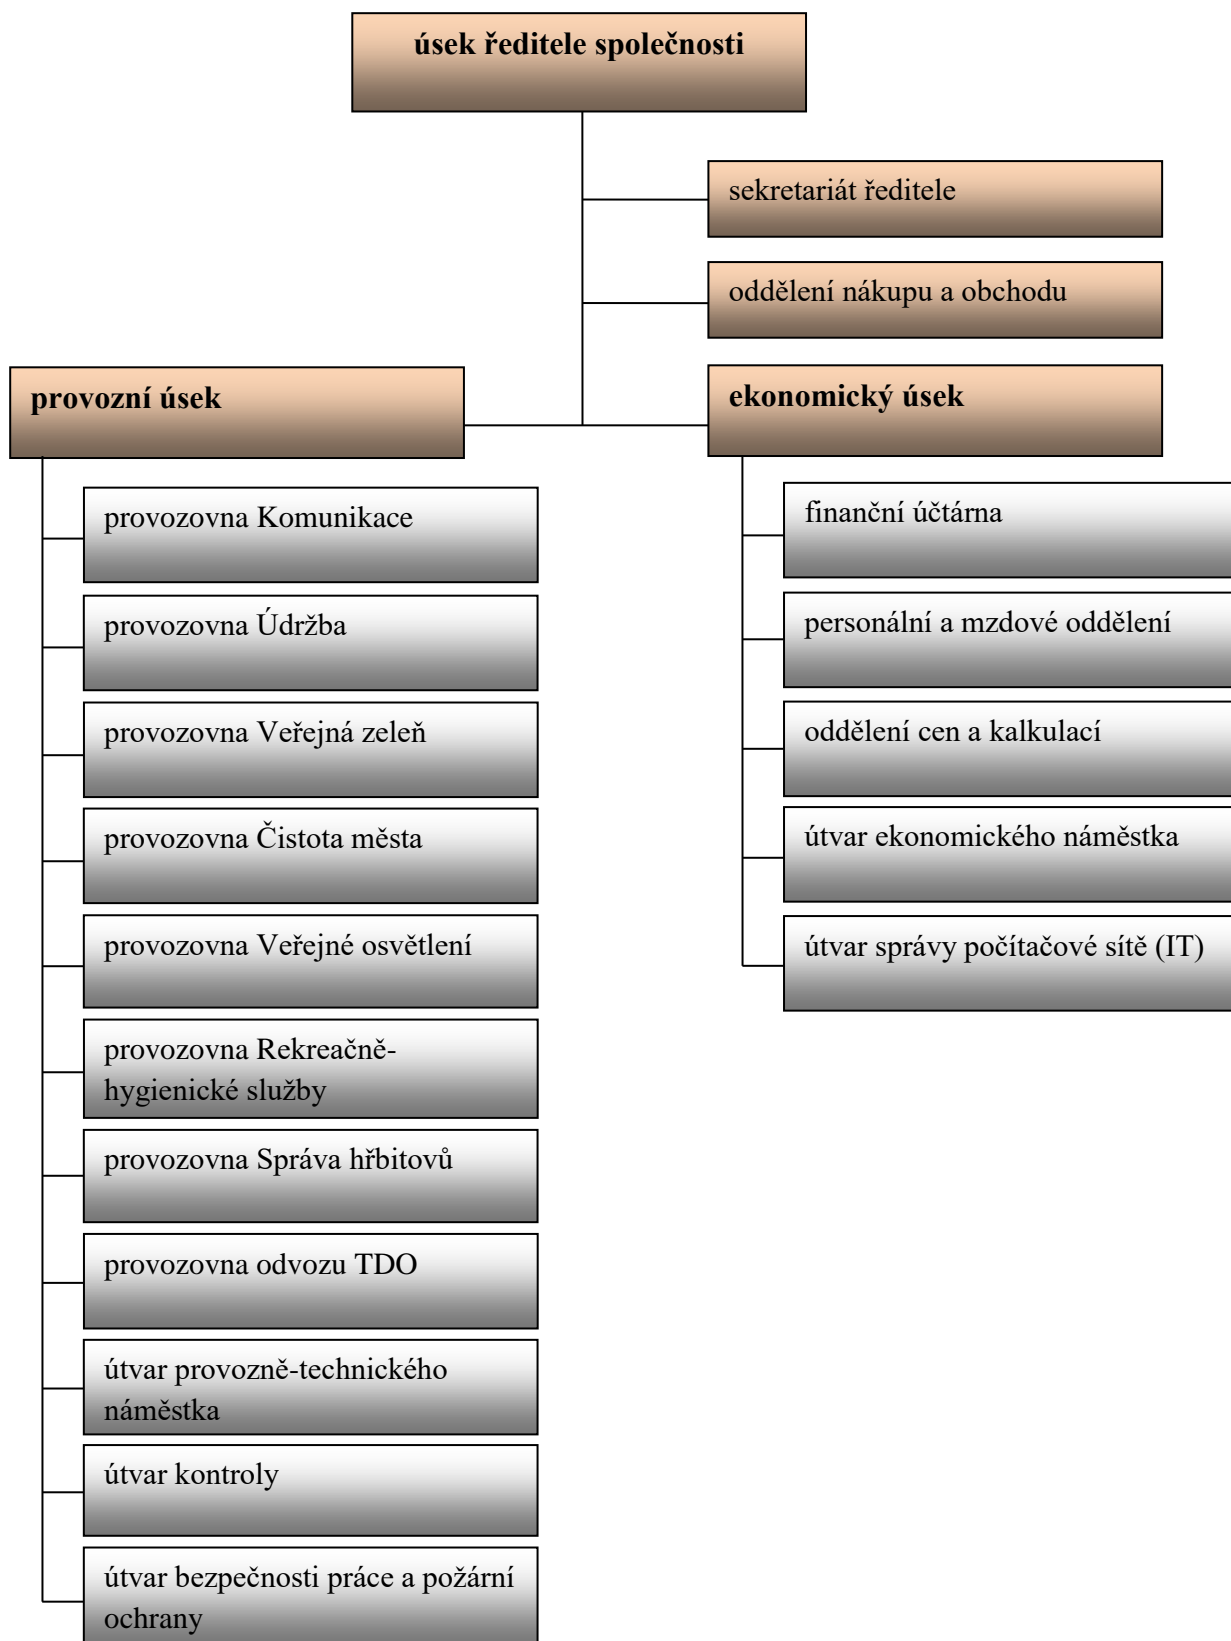 úsek ředitele společnosti
sekretariát ředitele
oddělení nákupu a obchodu
provozní úsek
ekonomický úsek
provozovna Komunikace
provozovna Údržba
provozovna Veřejná zeleň
provozovna Čistota města
provozovna Veřejné osvětlení
provozovna Rekreačně-
hygienické služby
provozovna Správa hřbitovů
provozovna odvozu TDO
útvar provozně-technického
náměstka
útvar kontroly
útvar bezpečnosti práce a požární
ochrany
finanční účtárna
personální a mzdové oddělení
oddělení cen a kalkulací
útvar ekonomického náměstka
útvar správy počítačové sítě (IT)